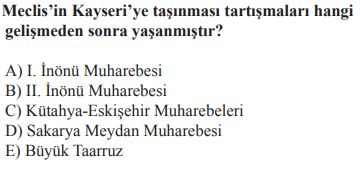 Meclis’in Kayseri’ye taşınması tartışmaları hangi
gelişmeden sonra yaşanmıştır?
A) I. İnönü Muharebesi
B) II. İnönü Muharebesi
C) Kütahya-Eskişehir Muharebeleri
D) Sakarya Meydan Muharebesi
E) Büyük Taarruz